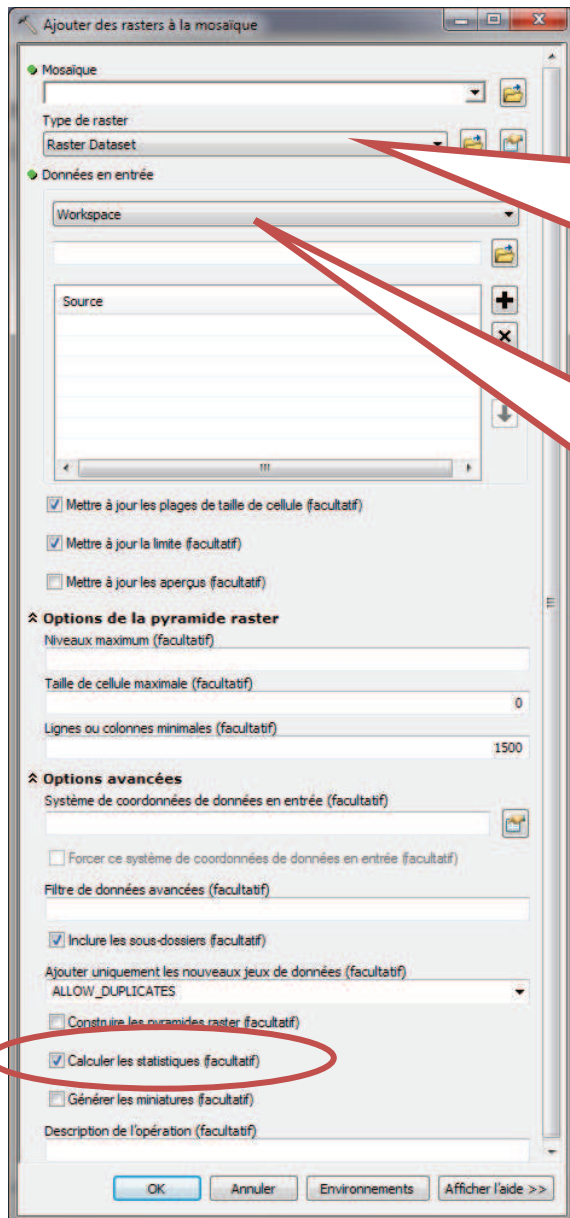 Ajouter des rasters à la mosaïque
Mosaïque
Type de raster
Raster Dataset
Données en entrée
Workspace
Source
Mettre à jour les plages de taille de cellule (facultatif)
Mettre à jour la limite (facultatif)
Mettre à jour les aperçus (facultatif)
Options de la pyramide raster
Niveaux maximum (facultatif)
Taille de cellule maximale (facultatif)
0
Lignes ou colonnes minimales (facultatif)
1500
Options avancées
Système de coordonnées de données en entrée (facultatif)
Forcer ce système de coordonnées de données en entrée (facultatif)
Filtre de données avancées (facultatif)
Inclure les sous-dossiers (facultatif)
Ajouter uniquement les nouveaux jeux de données (facultatif)
ALLOW_DUPLICATES
Construire les pyramides raster (facultatif)
Calculer les statistiques (facultatif)
Générer les miniatures (facultatif)
Description de l'opération (facultatif)
OK Annuler Environnements Afficher l'aide >>